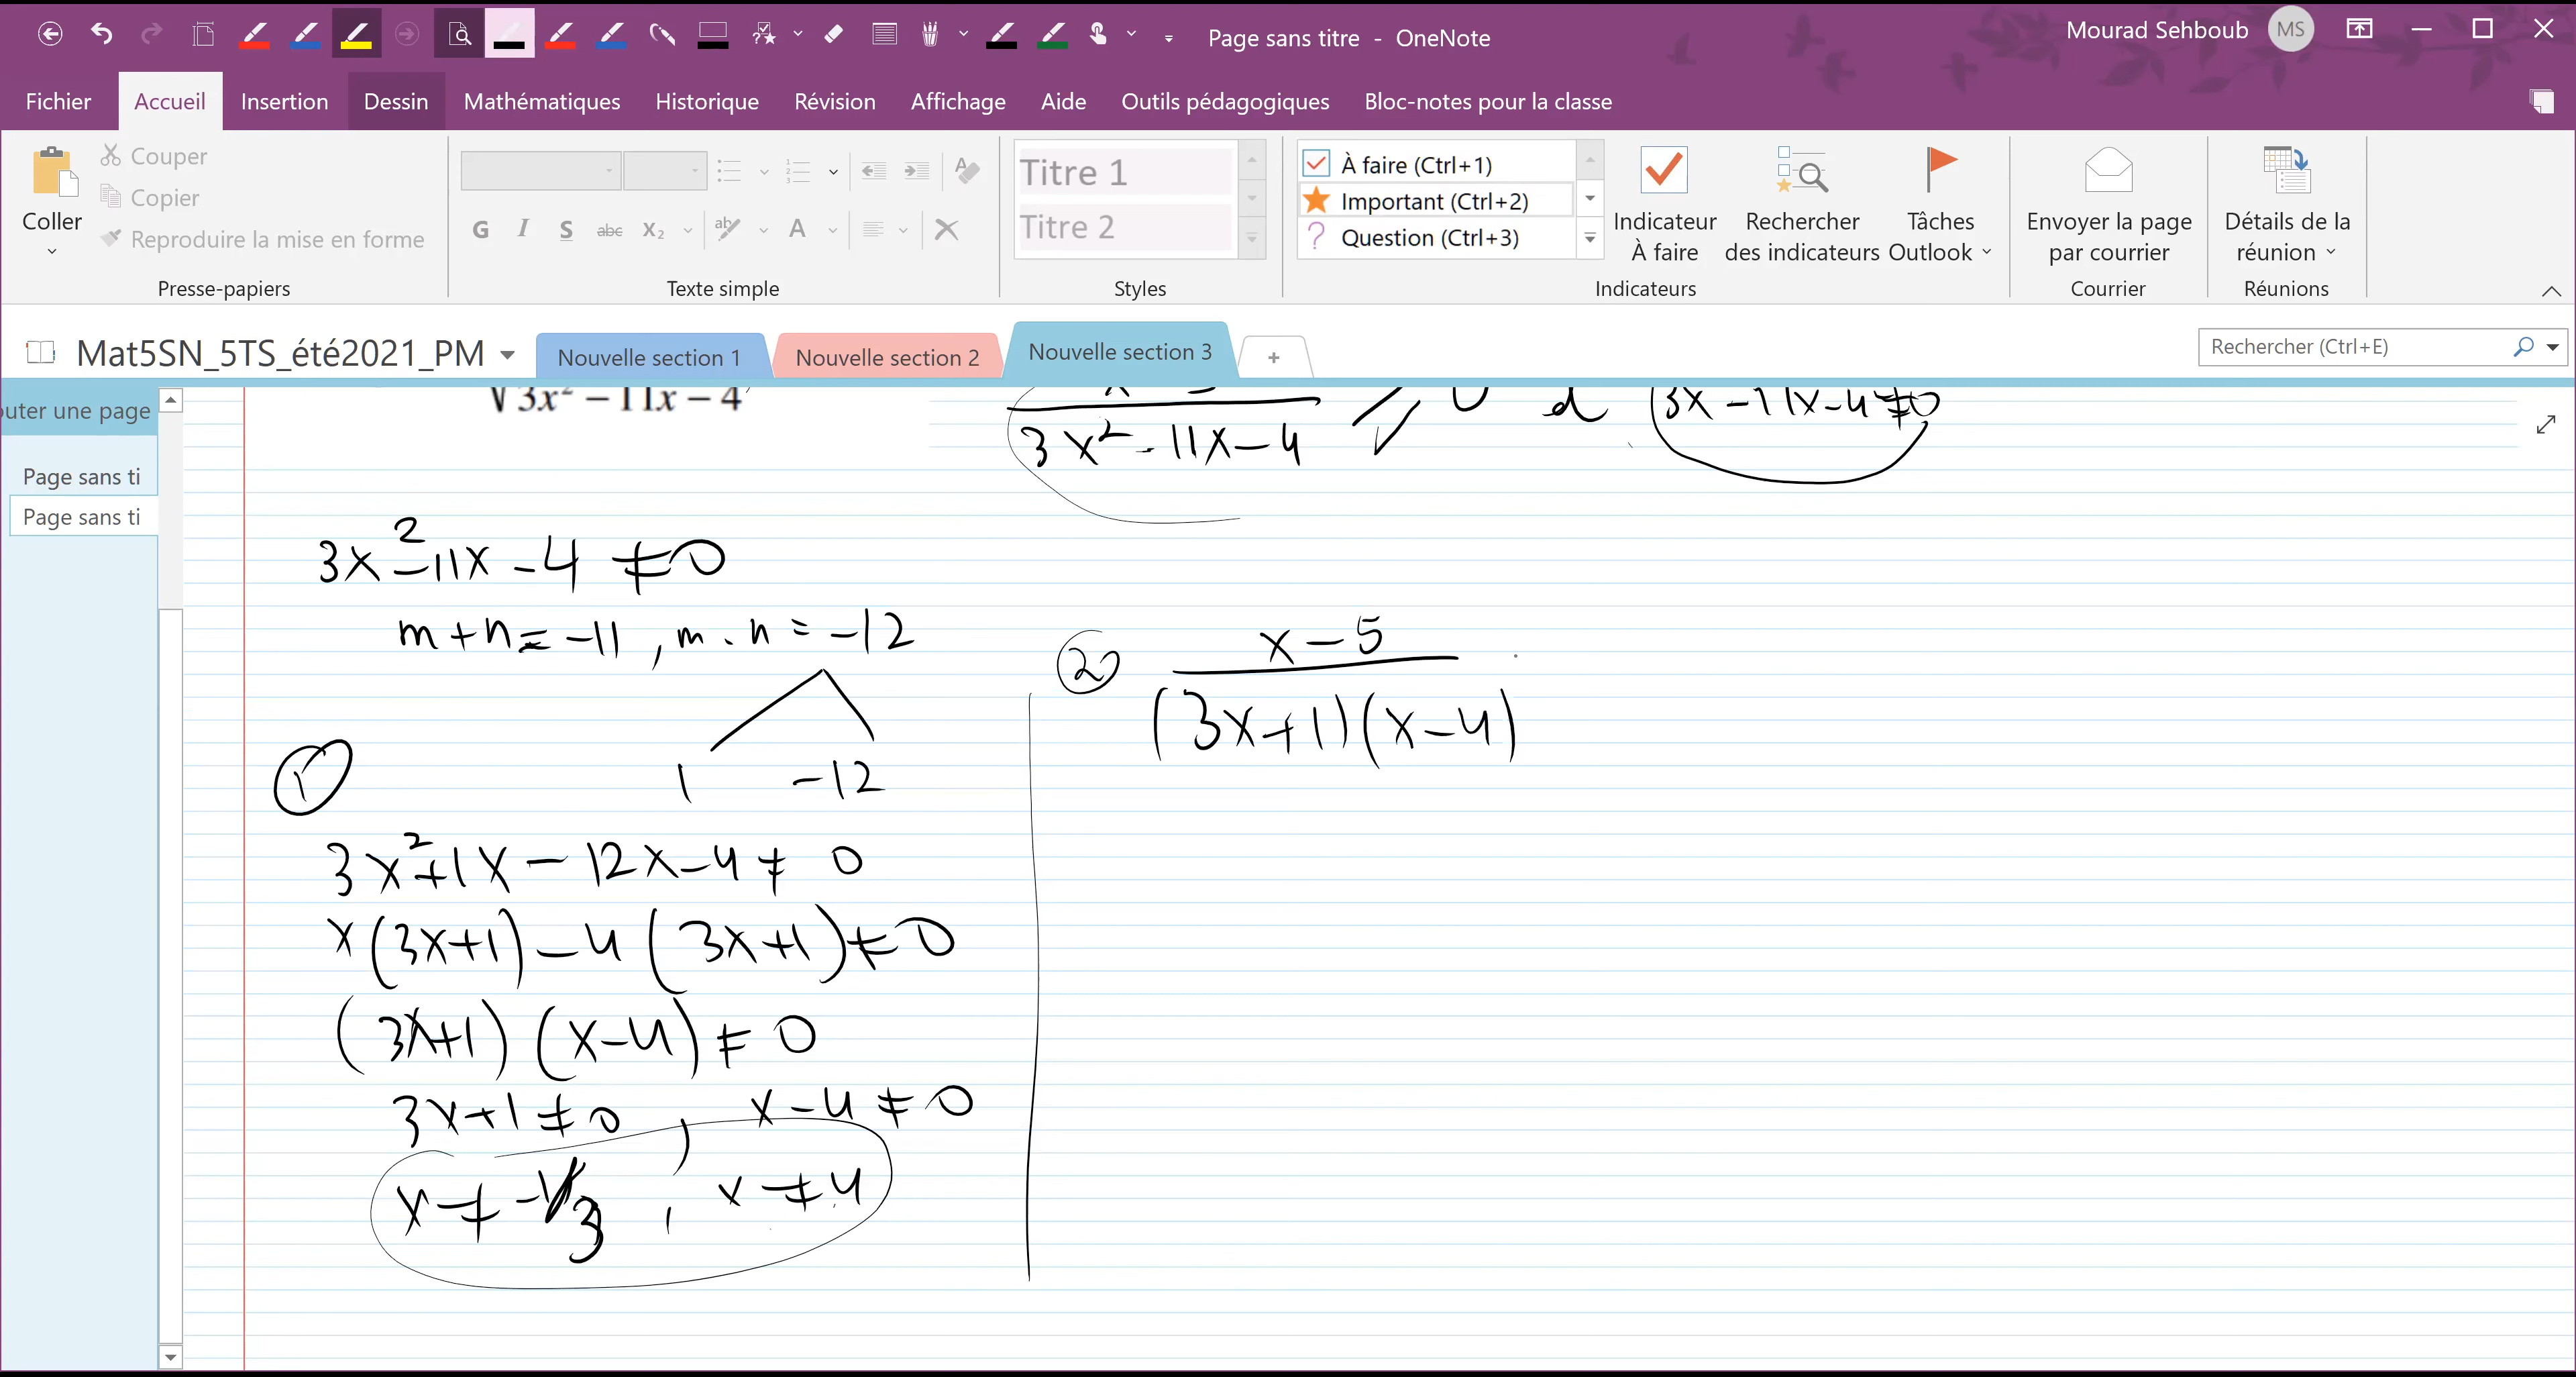 Page sans titre - OneNote
Mourad Sehboub
MS
Fichier Accueil Insertion Dessin Mathématiques Historique Révision Affichage Aide Outils pédagogiques Bloc-notes pour la classe
Coller
Couper
Copier
Reproduire la mise en forme
Presse-papiers
G I S abc X₂ ab A
Texte simple
Titre 1
Titre 2
Styles
À faire (Ctrl+1)
Important (Ctrl+2)
Question (Ctrl+3)
Indicateur
À faire
Rechercher
des indicateurs
Tâches
Outlook
Indicateurs
Envoyer la page
par courrier
Courrier
Détails de la
réunion
Réunions
Mat5SN_5TS_été2021_PM
Nouvelle section 1
Nouvelle section 2
Nouvelle section 3
+
Rechercher (Ctrl+E)
outer une page
Page sans ti
Page sans ti
√3x² − 11x − 4
3x² - 11x - 4
3x - 11x - 4 ≠ 0
3x² - 11x - 4 ≠ 0
m + n = -11, m · n = -12
1 -12
①
3x² + 1x - 12x - 4 ≠ 0
x(3x+1) - 4(3x+1) ≠ 0
(3x+1)(x-4) ≠ 0
3x+1 ≠ 0, x-4 ≠ 0
x ≠ -1/3, x ≠ 4
② x - 5
(3x+1)(x-4)